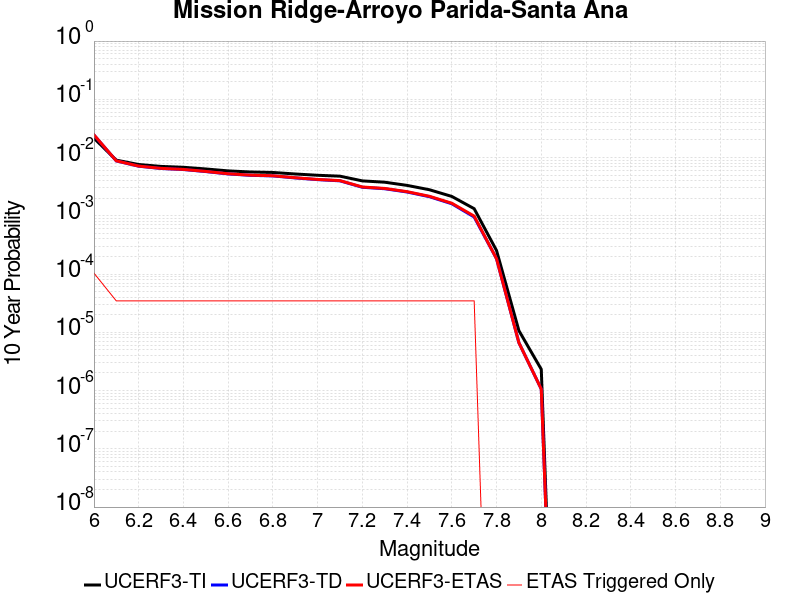 Mission Ridge-Arroyo Parida-Santa Ana
10^0
10^-1
10^-2
10^-3
10^-4
10^-5
10^-6
10^-7
10^-8
10 Year Probability
6 6.2 6.4 6.6 6.8 7 7.2 7.4 7.6 7.8 8 8.2 8.4 8.6 8.8 9
Magnitude
UCERF3-TI UCERF3-TD UCERF3-ETAS ETAS Triggered Only